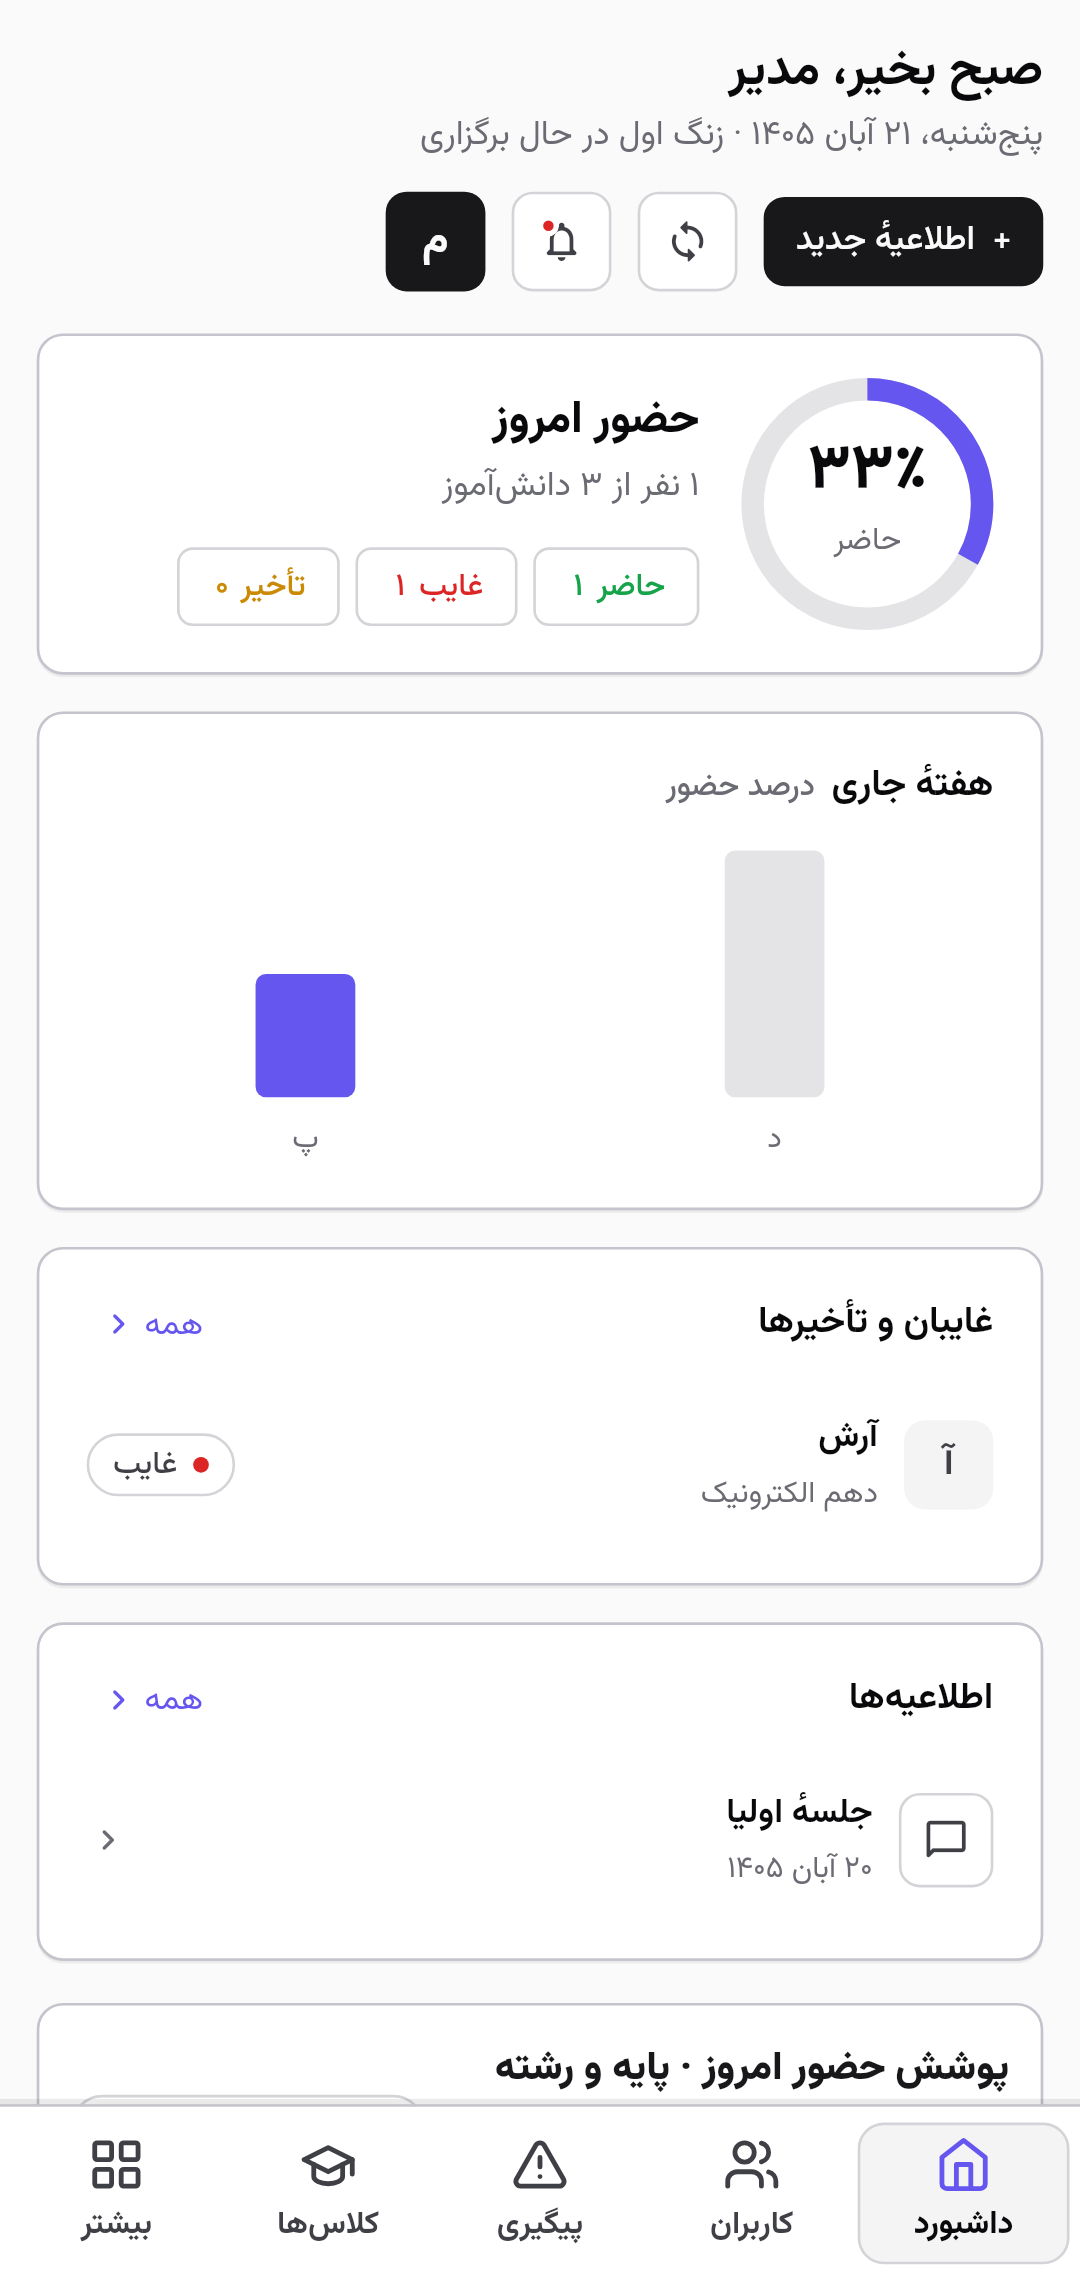 صبح بخیر، مدیر
پنج‌شنبه، ۲۱ آبان ۱۴۰۵ · زنگ اول در حال برگزاری
+ اطلاعیهٔ جدید
م
۳۳٪
حاضر
حضور امروز
۱ نفر از ۳ دانش‌آموز
حاضر ۱
غایب ۱
تأخیر ۰
هفتهٔ جاری درصد حضور
د
پ
غایبان و تأخیرها
همه
آ
آرش
دهم الکترونیک
غایب
اطلاعیه‌ها
همه
جلسهٔ اولیا
۲۰ آبان ۱۴۰۵
پوشش حضور امروز · پایه و رشته
داشبورد
کاربران
پیگیری
کلاس‌ها
بیشتر